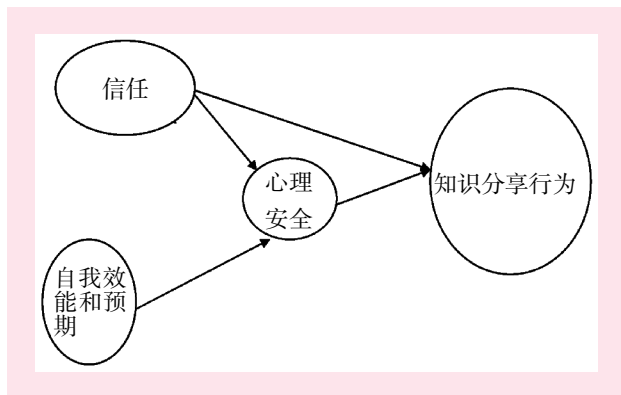 信任
心理
安全
知识分享行为
自我效
能和预
期